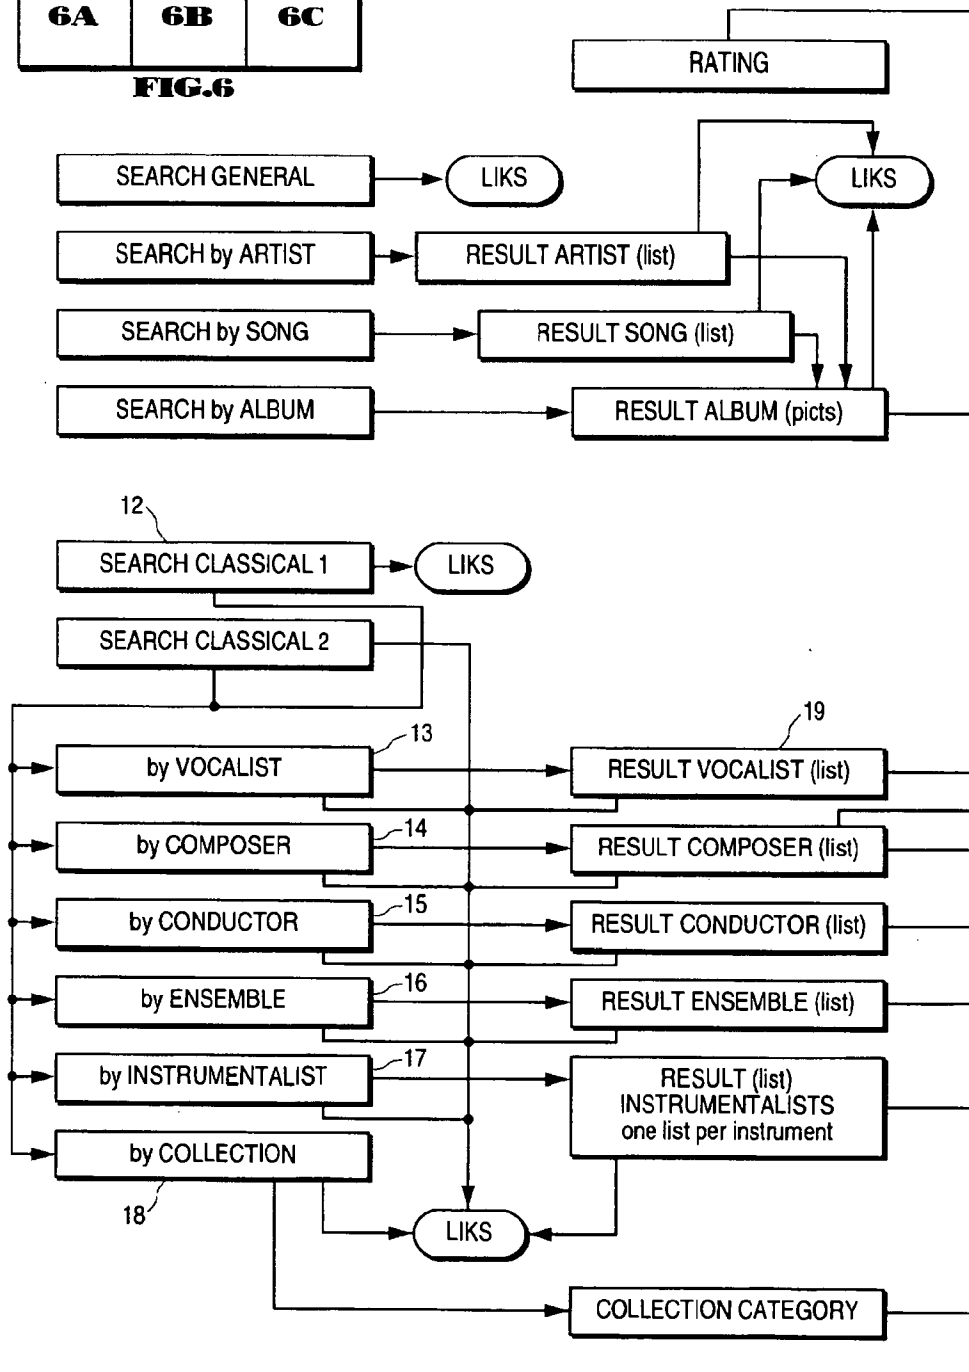 6A 6B 6C
FIG.6
RATING
SEARCH GENERAL
LIKS
LIKS
SEARCH by ARTIST
RESULT ARTIST (list)
SEARCH by SONG
RESULT SONG (list)
SEARCH by ALBUM
RESULT ALBUM (picts)
12
SEARCH CLASSICAL 1
LIKS
SEARCH CLASSICAL 2
13
19
by VOCALIST
RESULT VOCALIST (list)
14
by COMPOSER
RESULT COMPOSER (list)
15
by CONDUCTOR
RESULT CONDUCTOR (list)
16
by ENSEMBLE
RESULT ENSEMBLE (list)
17
by INSTRUMENTALIST
RESULT (list)
INSTRUMENTALISTS
one list per instrument
by COLLECTION
18
LIKS
COLLECTION CATEGORY